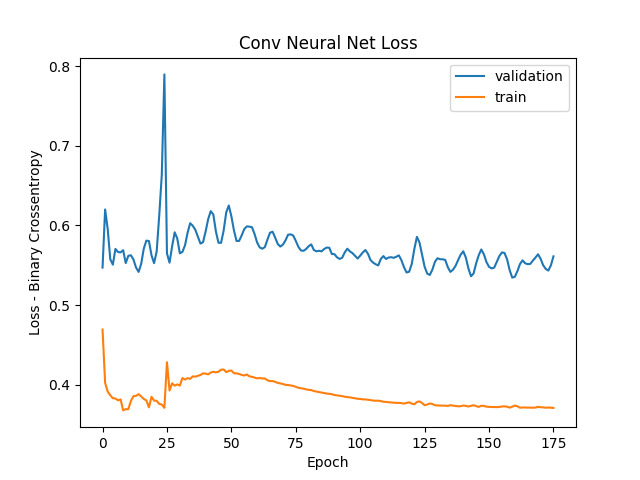 Conv Neural Net Loss
validation
train
Loss - Binary Crossentropy
0.8
0.7
0.6
0.5
0.4
0 25 50 75 100 125 150 175
Epoch